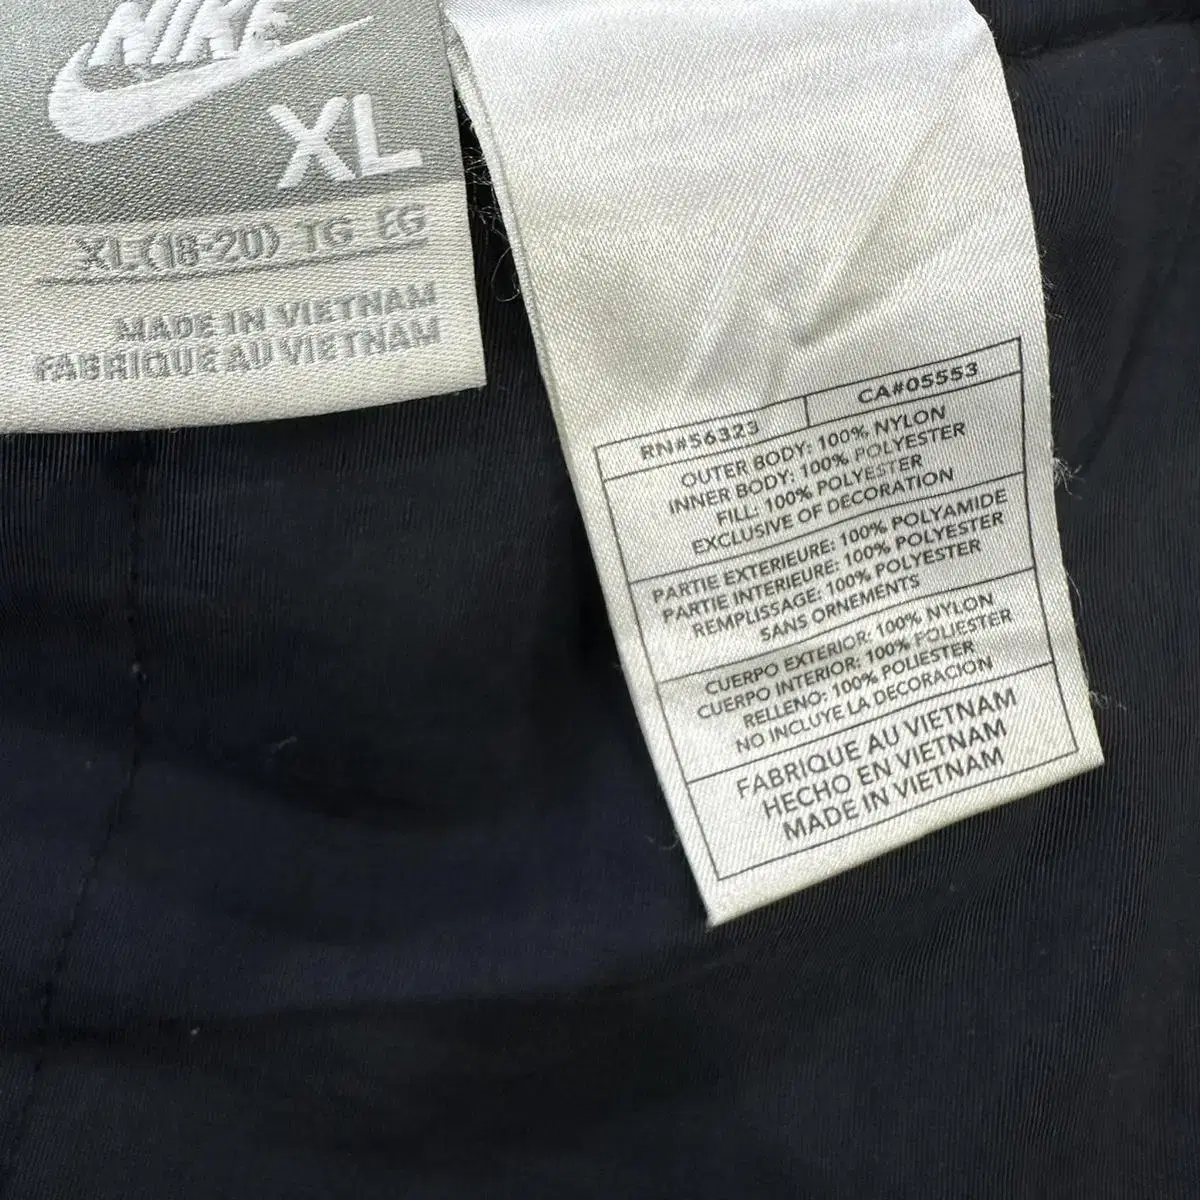 NIKE
XL
XL(18-20) TG EG
MADE IN VIETNAM
FABRIQUE AU VIETNAM
RN#56323
CA#05553
OUTER BODY: 100% NYLON
INNER BODY: 100% POLYESTER
FILL: 100% POLYESTER
EXCLUSIVE OF DECORATION
PARTIE EXTERIEURE: 100% POLYAMIDE
PARTIE INTERIEURE: 100% POLYESTER
REMPLISSAGE: 100% POLYESTER
SANS ORNEMENTS
CUERPO EXTERIOR: 100% NYLON
CUERPO INTERIOR: 100% POLIESTER
RELLENO: 100% POLIESTER
NO INCLUYE LA DECORACION
FABRIQUE AU VIETNAM
HECHO EN VIETNAM
MADE IN VIETNAM